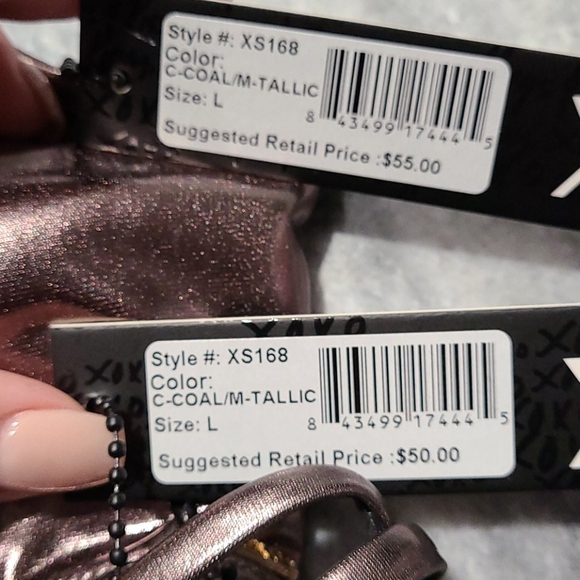 Style #: XS168
Color:
C-COAL/M-TALLIC
Size: L
8 43499 17444 5
Suggested Retail Price :$55.00
X
XOXO
Style #: XS168
Color:
C-COAL/M-TALLIC
Size: L
8 43499 17444 5
Suggested Retail Price :$50.00
X